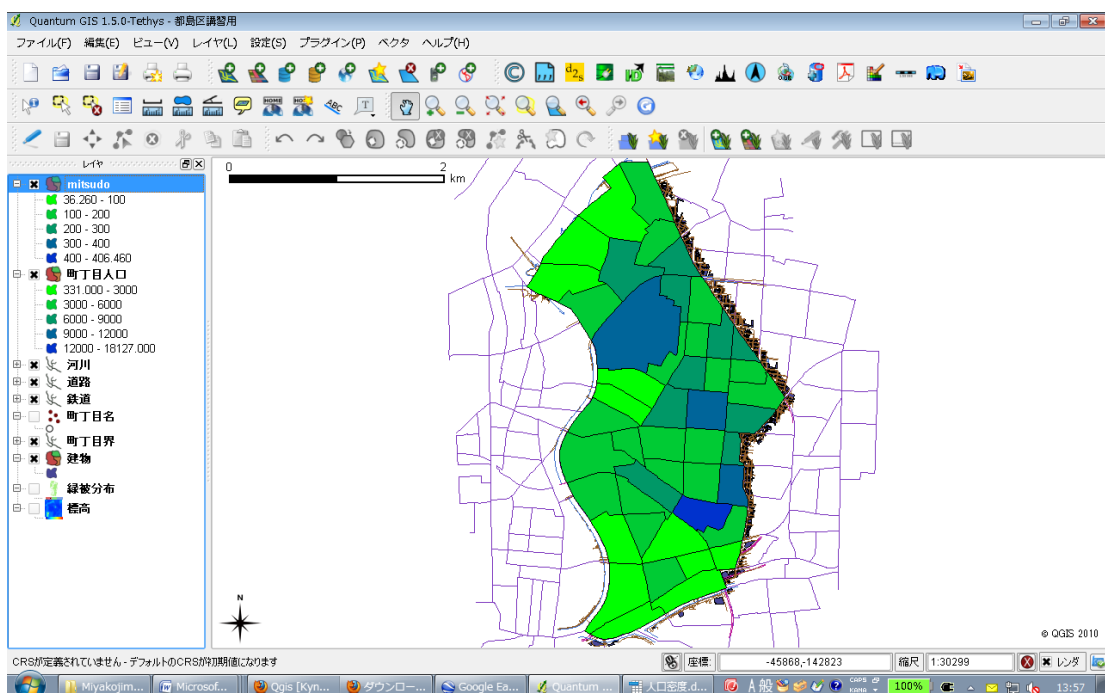 Quantum GIS 1.5.0-Tethys - 都島区講習用
ファイル(F) 編集(E) ビュー(V) レイヤ(L) 設定(S) プラグイン(P) ベクタ ヘルプ(H)
レイヤ
mitsudo
36.260 - 100
100 - 200
200 - 300
300 - 400
400 - 406.460
町丁目人口
331.000 - 3000
3000 - 6000
6000 - 9000
9000 - 12000
12000 - 18127.000
河川
道路
鉄道
町丁目名
町丁目界
建物
緑被分布
標高
0 2 km
N
© QGIS 2010
CRSが定義されていません - デフォルトのCRSが初期値になります
座標: -45868,-142823 縮尺 1:30299 レンダ
Miyakojim... Microsof... Qgis [Kyn... ダウンロー... Google Ea... Quantum ... 人口密度.d... A 般 CAPS KANA 100% 13:57